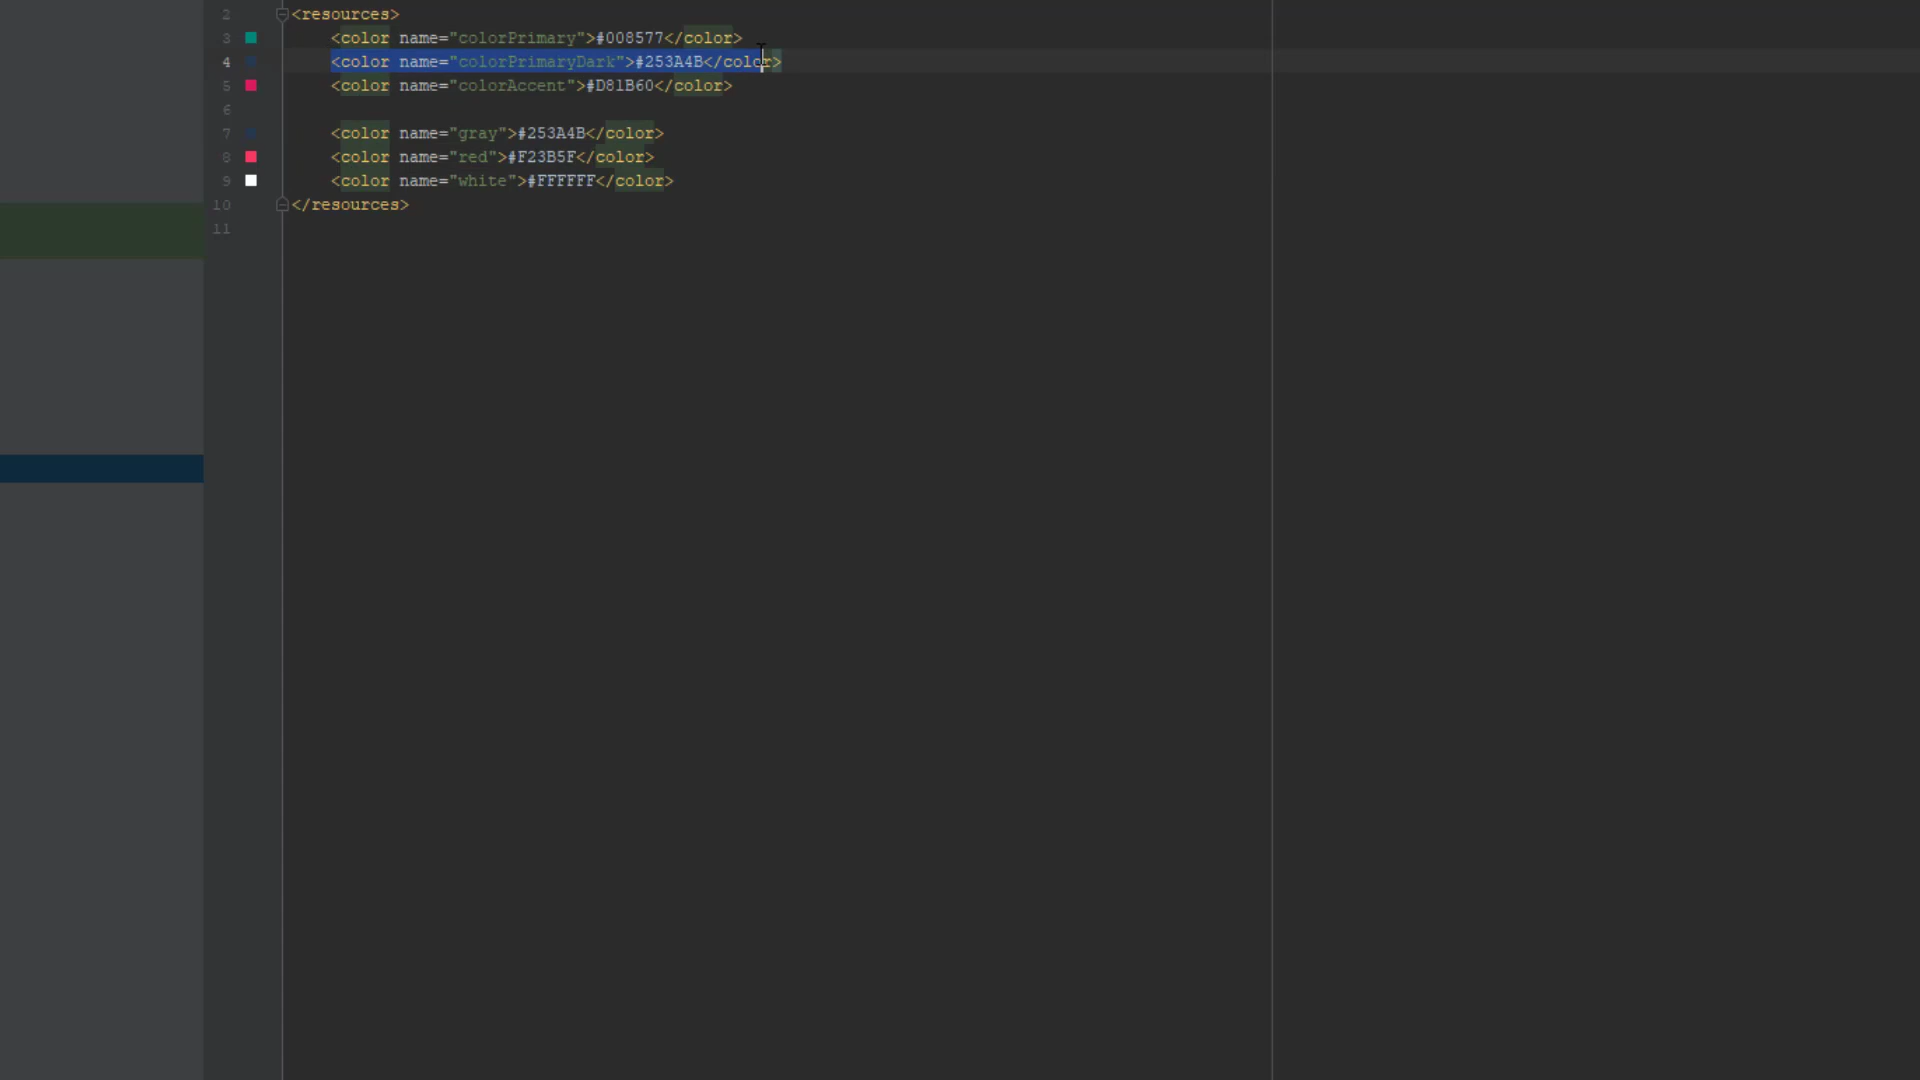 2 <resources>
3 <color name="colorPrimary">#008577</color>
4 <color name="colorPrimaryDark">#253A4B</color>
5 <color name="colorAccent">#D81B60</color>
6
7 <color name="gray">#253A4B</color>
8 <color name="red">#F23B5F</color>
9 <color name="white">#FFFFFF</color>
10 </resources>
11